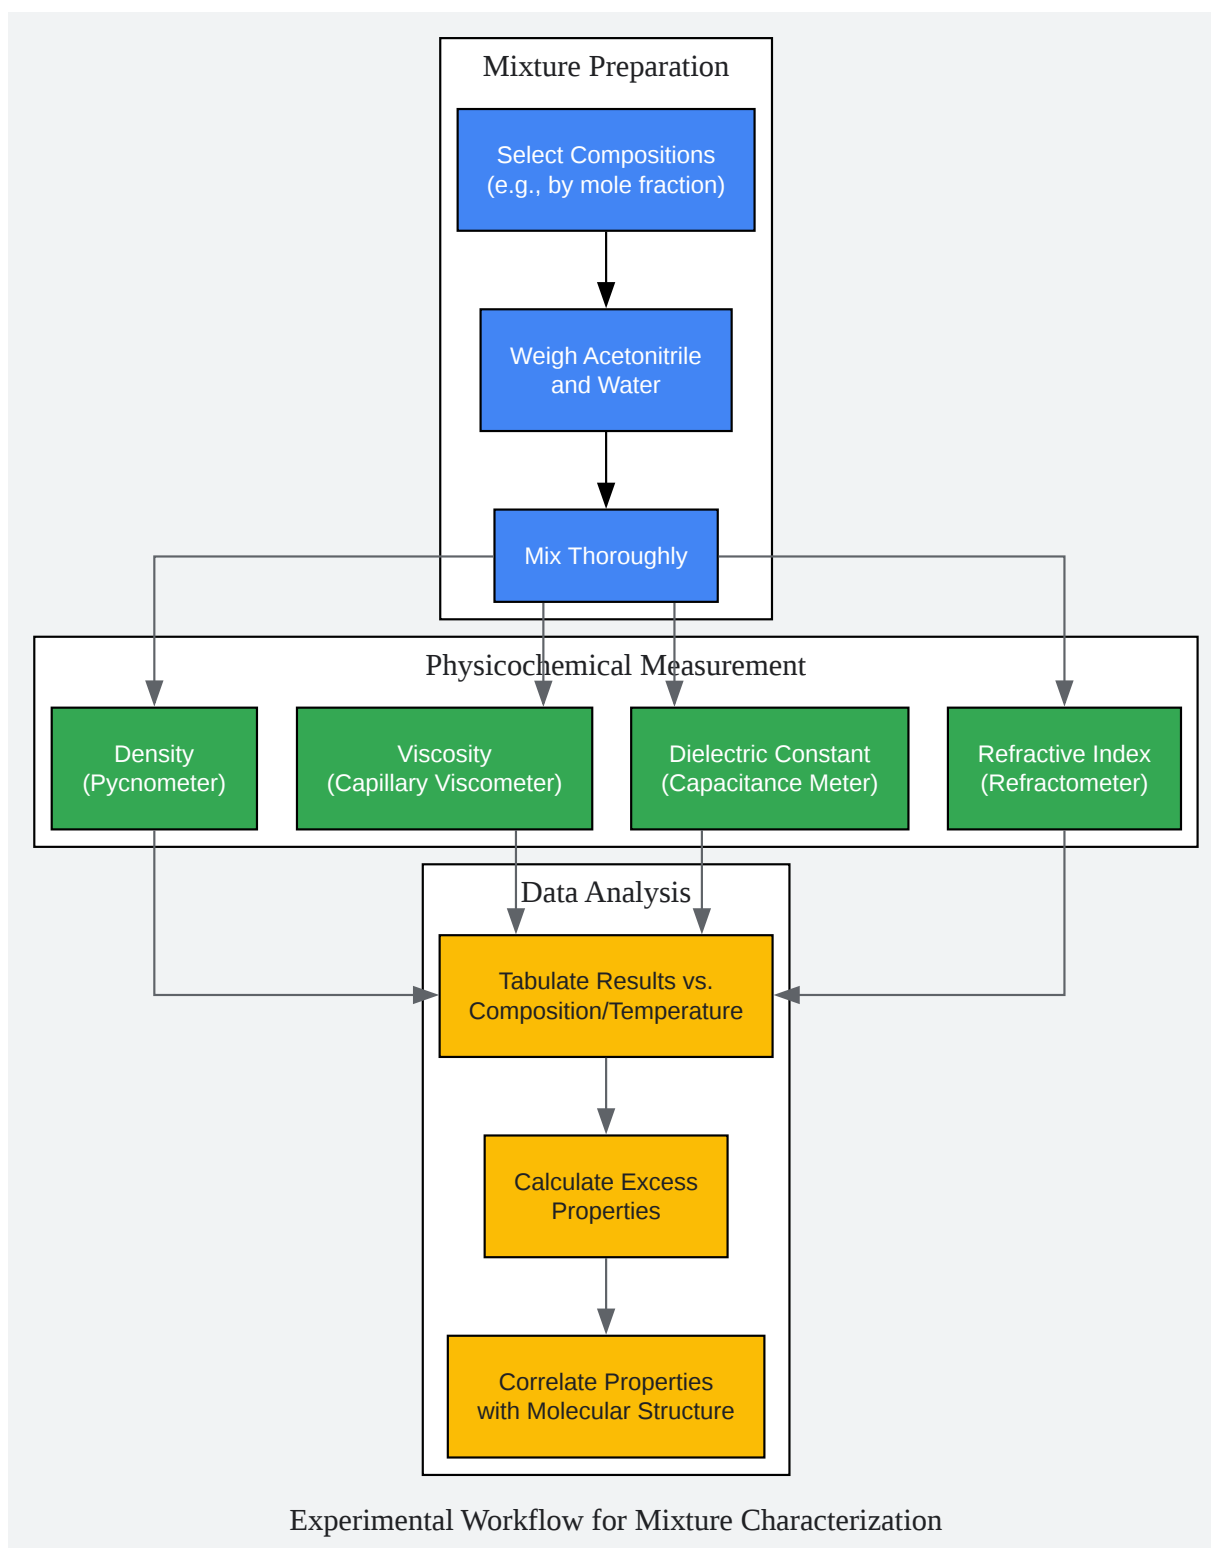 Mixture Preparation
Select Compositions
(e.g., by mole fraction)
Weigh Acetonitrile
and Water
Mix Thoroughly
Physicochemical Measurement
Density
(Pycnometer)
Viscosity
(Capillary Viscometer)
Dielectric Constant
(Capacitance Meter)
Refractive Index
(Refractometer)
Data Analysis
Tabulate Results vs.
Composition/Temperature
Calculate Excess
Properties
Correlate Properties
with Molecular Structure
Experimental Workflow for Mixture Characterization